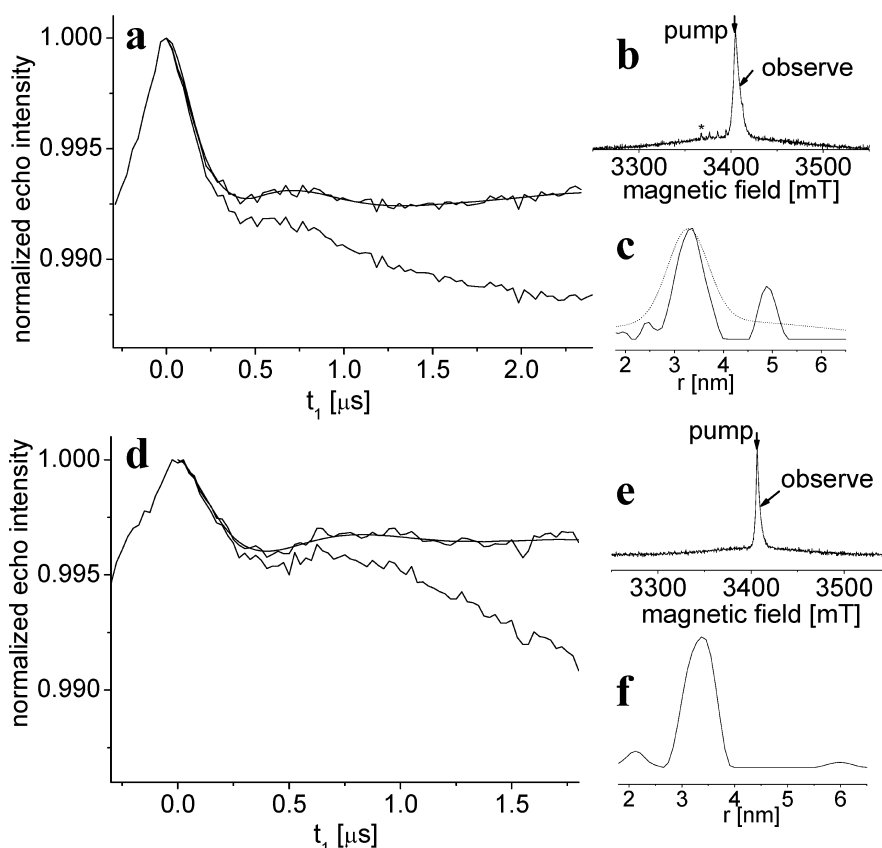 a
1.000
0.995
0.990
normalized echo intensity
0.0 0.5 1.0 1.5 2.0
t1 [μs]
b
pump
observe
*
3300 3400 3500
magnetic field [mT]
c
2 3 4 5 6
r [nm]
d
1.000
0.995
0.990
normalized echo intensity
0.0 0.5 1.0 1.5
t1 [μs]
e
pump
observe
3300 3400 3500
magnetic field [mT]
f
2 3 4 5 6
r [nm]